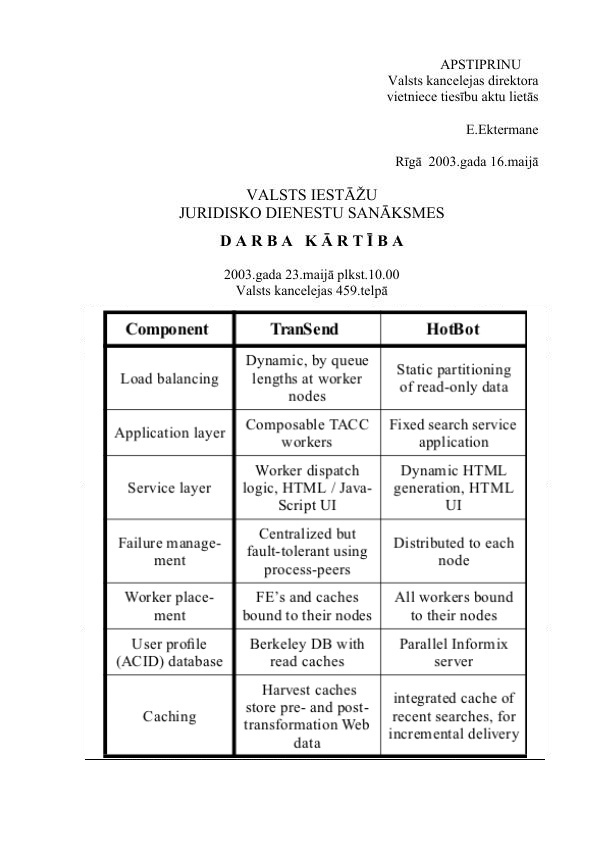 APSTIPRINU
Valsts kancelejas direktora
vietniece tiesību aktu lietās
E.Ektermane
Rīgā  2003.gada 16.maijā
VALSTS IESTĀŽU
JURIDISKO DIENESTU SANĀKSMES
D A R B A   K Ā R T Ī B A
2003.gada 23.maijā plkst.10.00
Valsts kancelejas 459.telpā
Component
TranSend
HotBot
Load balancing
Dynamic, by queue
lengths at worker
nodes
Static partitioning
of read-only data
Application layer
Composable TACC
workers
Fixed search service
application
Service layer
Worker dispatch
logic, HTML / Java-
Script UI
Dynamic HTML
generation, HTML
UI
Failure manage-
ment
Centralized but
fault-tolerant using
process-peers
Distributed to each
node
Worker place-
ment
FE's and caches
bound to their nodes
All workers bound
to their nodes
User profile
(ACID) database
Berkeley DB with
read caches
Parallel Informix
server
Caching
Harvest caches
store pre- and post-
transformation Web
data
integrated cache of
recent searches, for
incremental delivery